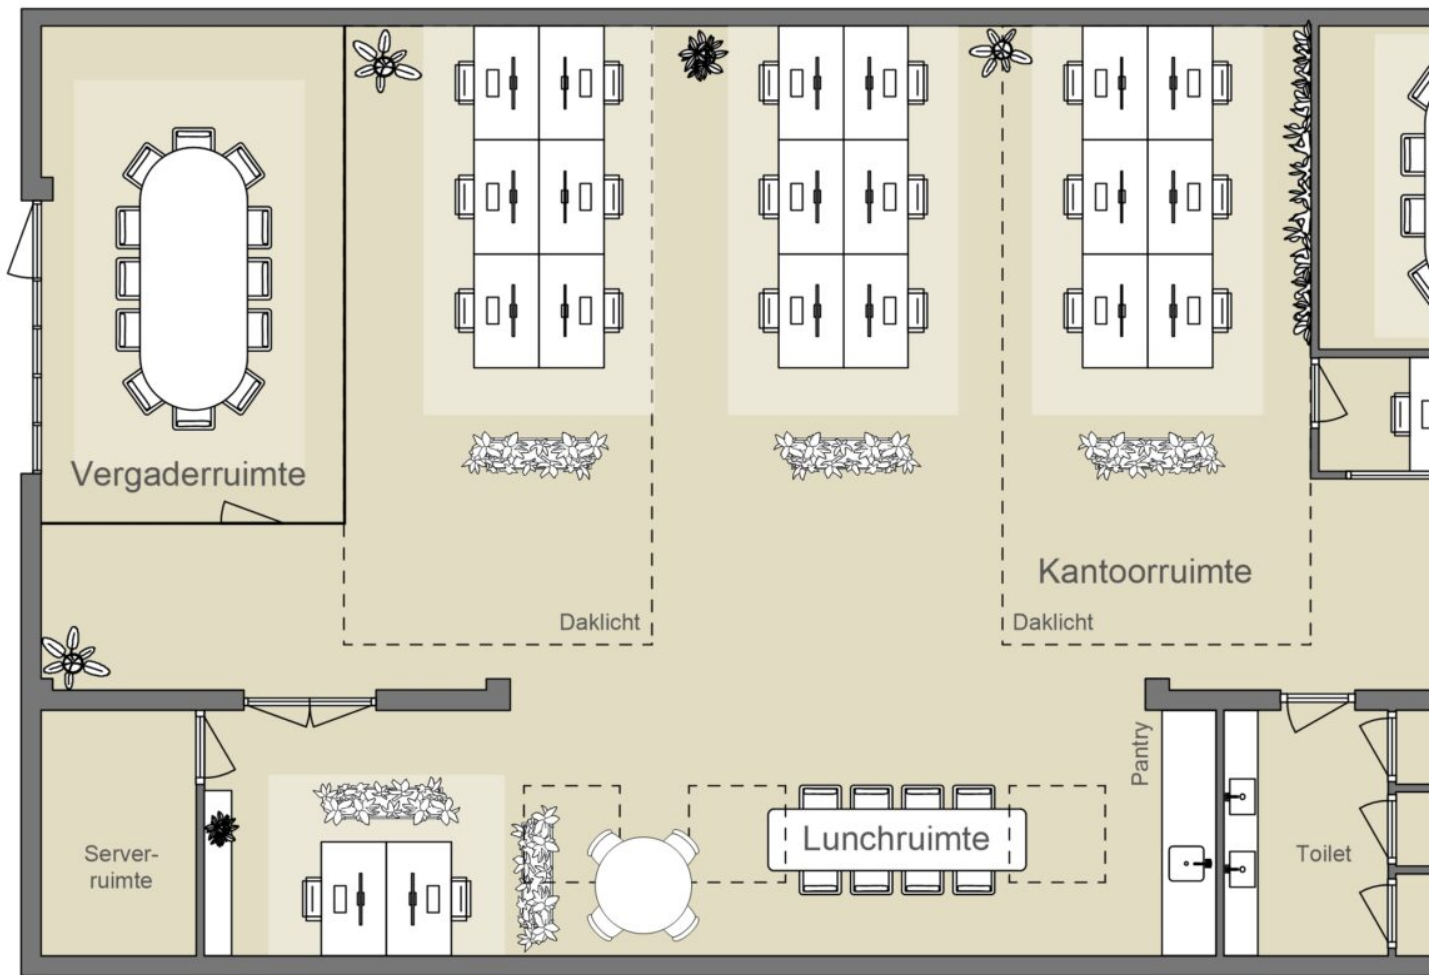 Vergaderruimte
Kantoorruimte
Daklicht
Daklicht
Pantry
Lunchruimte
Server-
ruimte
Toilet